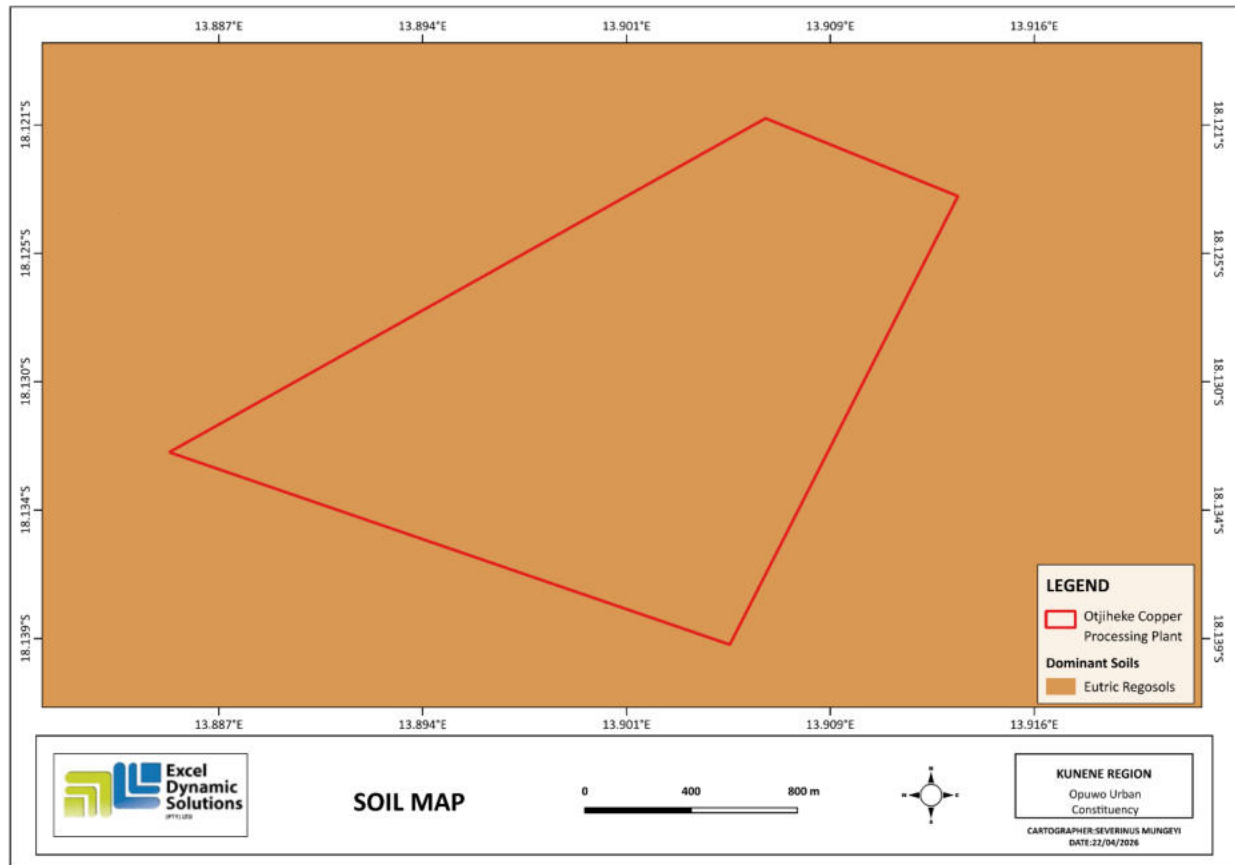 13.887°E 13.894°E 13.901°E 13.909°E 13.916°E
18.121°S 18.121°S
18.125°S 18.125°S
18.130°S 18.130°S
18.134°S 18.134°S
18.139°S 18.139°S
LEGEND
Otjiheke Copper
Processing Plant
Dominant Soils
Eutric Regosols
13.887°E 13.894°E 13.901°E 13.909°E 13.916°E
Excel
Dynamic
Solutions
(PTY) LTD
SOIL MAP
0 400 800 m
N
W E
S
KUNENE REGION
Opuwo Urban
Constituency
CARTOGRAPHER:SEVERINUS MUNGEYI
DATE:22/04/2026